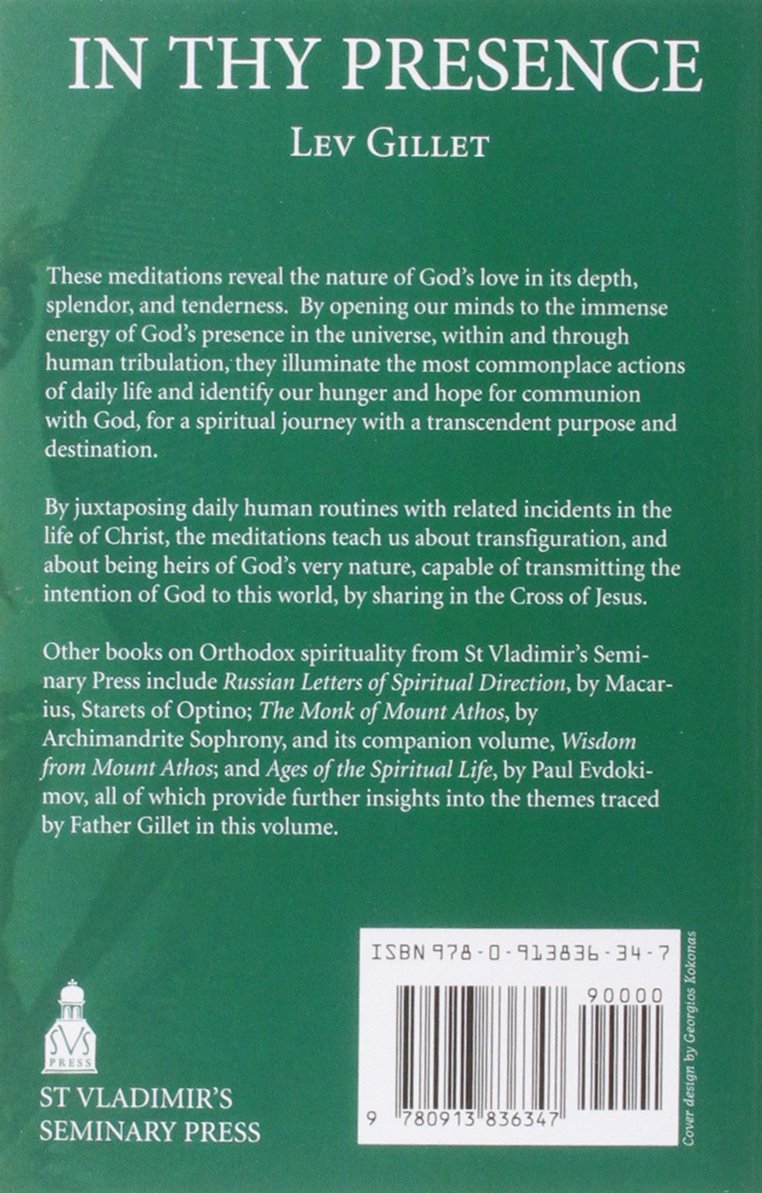 IN THY PRESENCE
LEV GILLET
These meditations reveal the nature of God's love in its depth,
splendor, and tenderness. By opening our minds to the immense
energy of God's presence in the universe, within and through
human tribulation, they illuminate the most commonplace actions
of daily life and identify our hunger and hope for communion
with God, for a spiritual journey with a transcendent purpose and
destination.
By juxtaposing daily human routines with related incidents in the
life of Christ, the meditations teach us about transfiguration, and
about being heirs of God's very nature, capable of transmitting the
intention of God to this world, by sharing in the Cross of Jesus.
Other books on Orthodox spirituality from St Vladimir's Semi-
nary Press include Russian Letters of Spiritual Direction, by Macar-
ius, Starets of Optino; The Monk of Mount Athos, by
Archimandrite Sophrony, and its companion volume, Wisdom
from Mount Athos; and Ages of the Spiritual Life, by Paul Evdoki-
mov, all of which provide further insights into the themes traced
by Father Gillet in this volume.
SVS
PRESS
ST VLADIMIR'S
SEMINARY PRESS
ISBN 978-0-913836-34-7
90000
9 780913 836347
Cover design by Georgios Kokonas